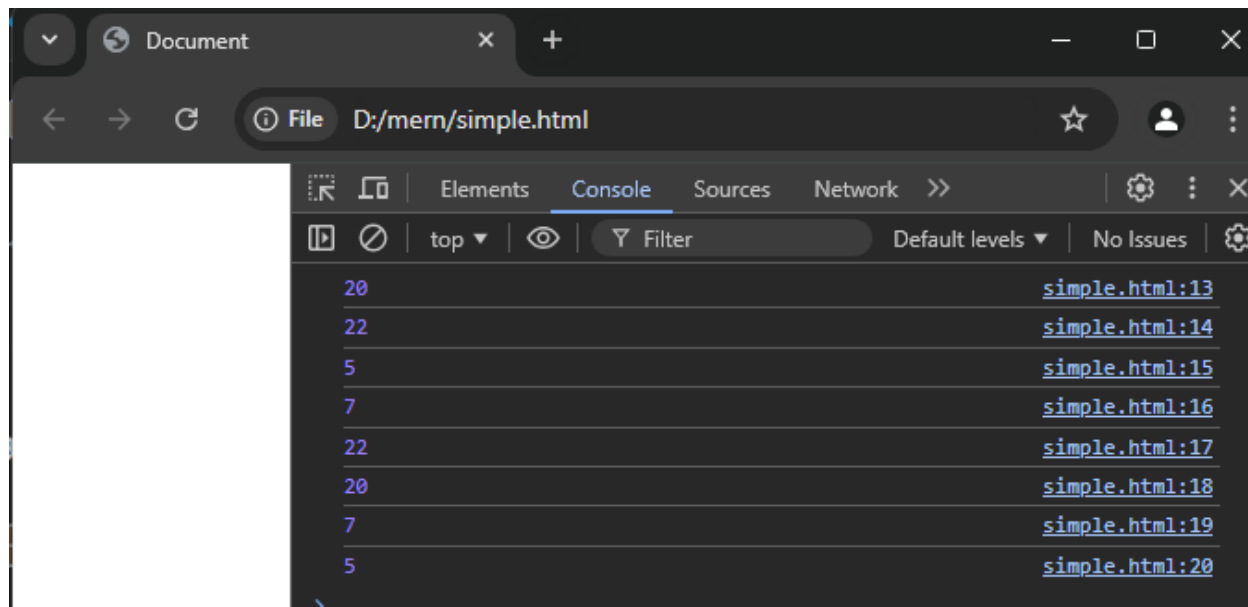 Document
File D:/mern/simple.html
Elements Console Sources Network
top Filter Default levels No Issues
20 simple.html:13
22 simple.html:14
5 simple.html:15
7 simple.html:16
22 simple.html:17
20 simple.html:18
7 simple.html:19
5 simple.html:20